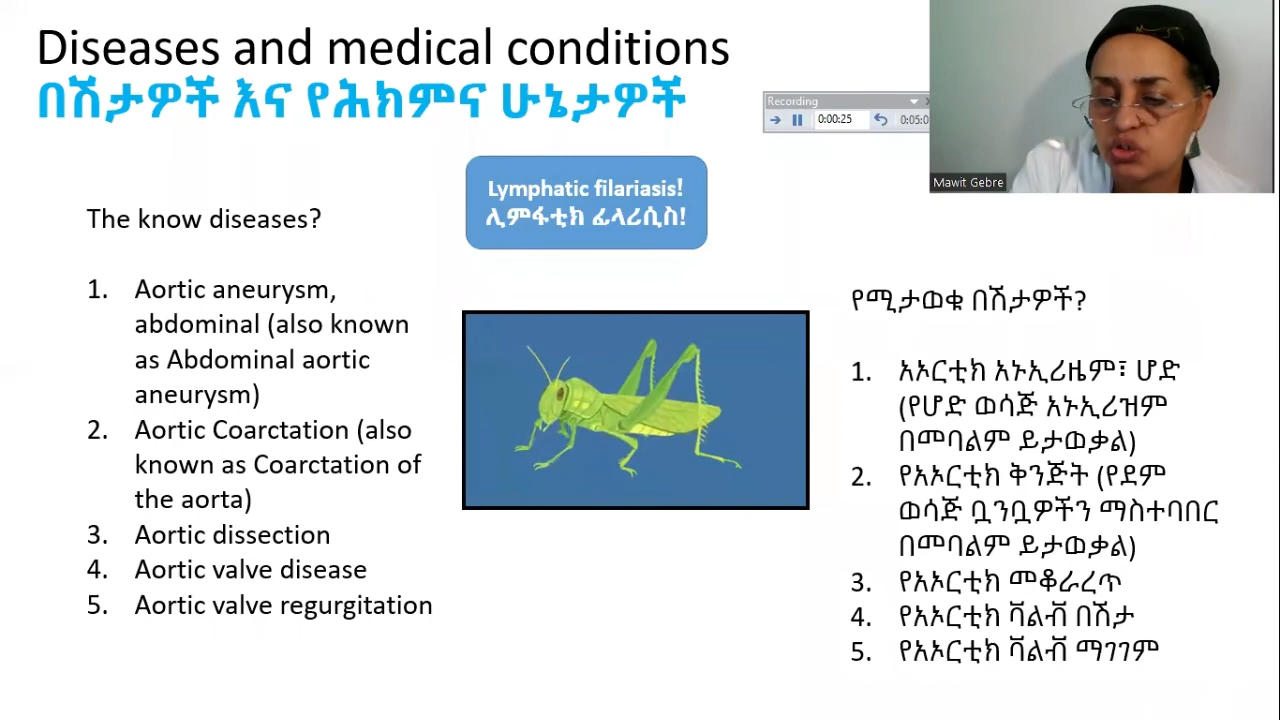 Diseases and medical conditions
በሽታዎች እና የሕክምና ሁኔታዎች
Recording
0:00:25
0:05:0
Mawit Gebre
Lymphatic filariasis!
ሊምፋቲክ ፊላሪሲስ!
The know diseases?
1. Aortic aneurysm,
abdominal (also known
as Abdominal aortic
aneurysm)
2. Aortic Coarctation (also
known as Coarctation of
the aorta)
3. Aortic dissection
4. Aortic valve disease
5. Aortic valve regurgitation
የሚታወቁ በሽታዎች?
1. አኦርቲክ አኑኢሪዜም፣ ሆድ
(የሆድ ወሳጅ አኑኢሪዝም
በመባልም ይታወቃል)
2. የአኦርቲክ ቅንጅት (የደም
ወሳጅ ቧንቧዎችን ማስተባበር
በመባልም ይታወቃል)
3. የአኦርቲክ መቆራረጥ
4. የአኦርቲክ ቫልቭ በሽታ
5. የአኦርቲክ ቫልቭ ማገገም